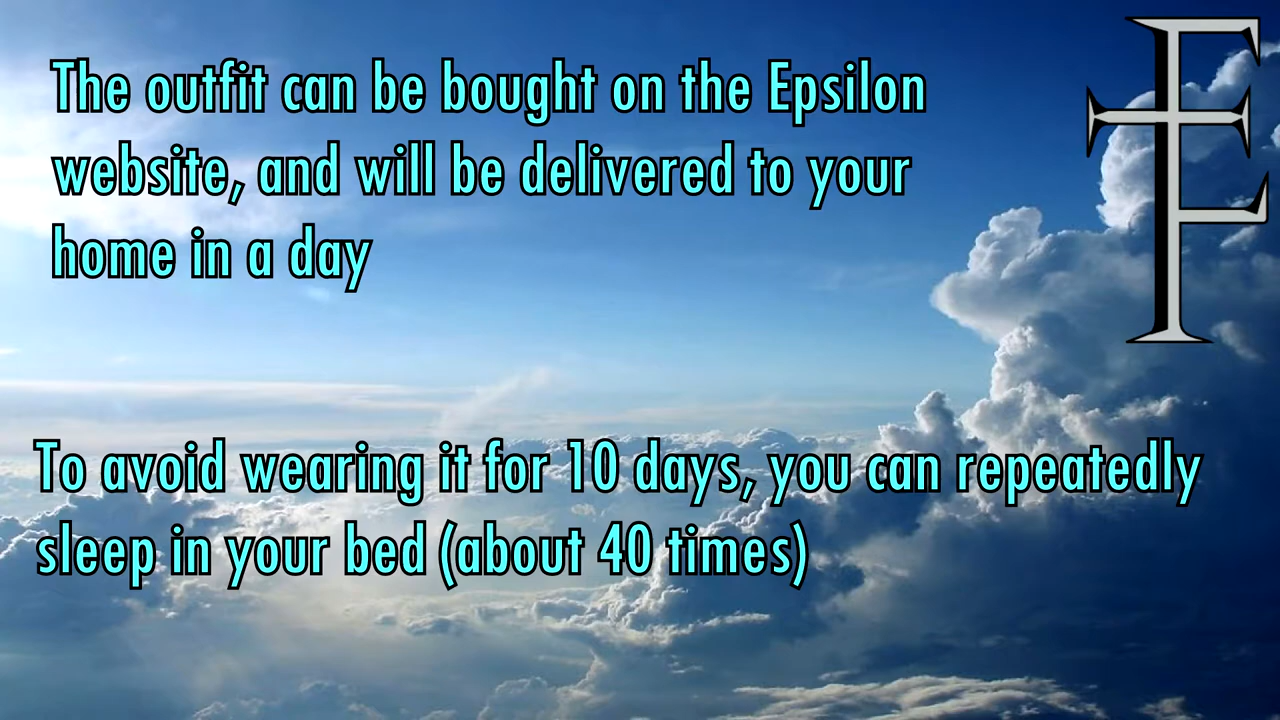 The outfit can be bought on the Epsilon
website, and will be delivered to your
home in a day
To avoid wearing it for 10 days, you can repeatedly
sleep in your bed (about 40 times)